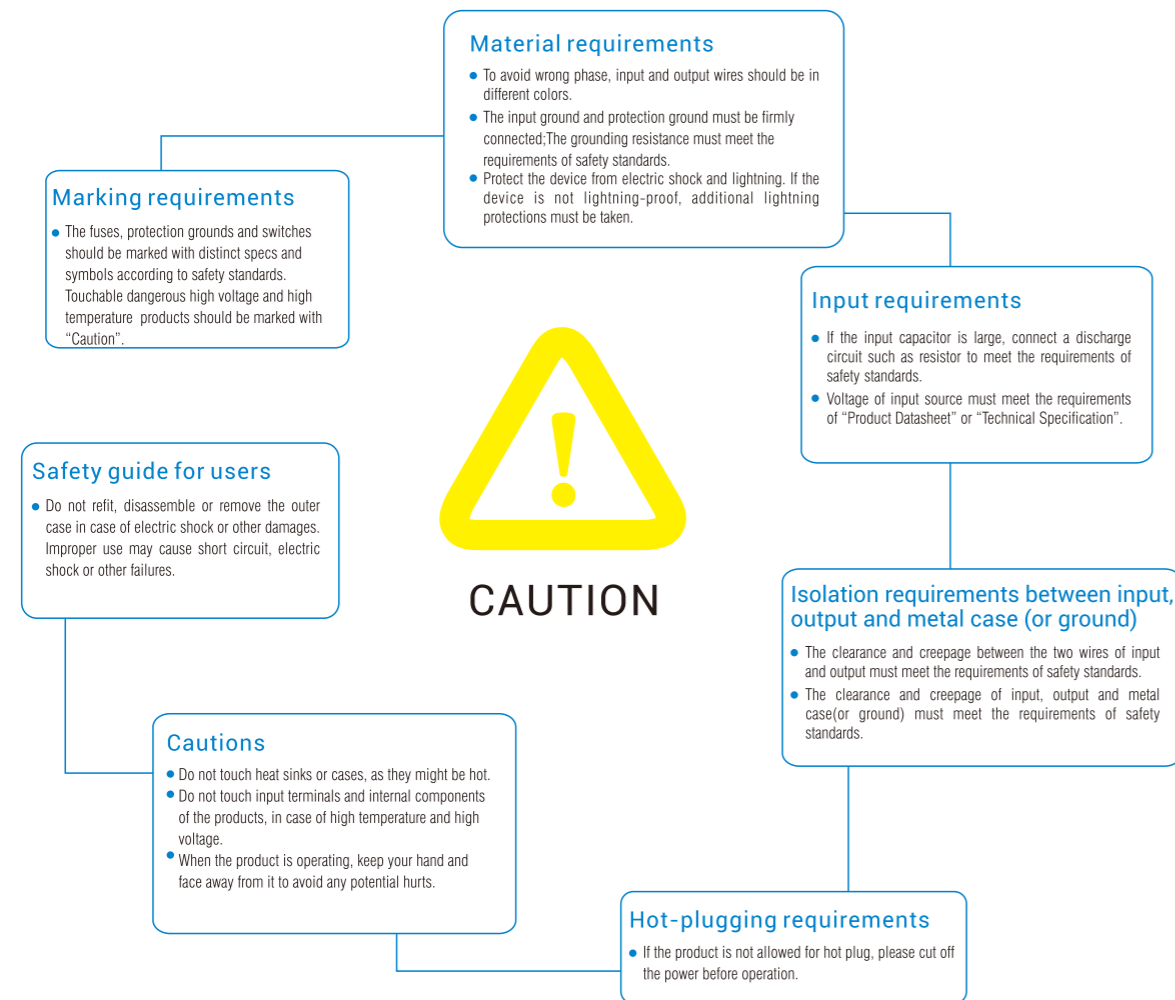 Material requirements
To avoid wrong phase, input and output wires should be in
different colors.
The input ground and protection ground must be firmly
connected;The grounding resistance must meet the
requirements of safety standards.
Protect the device from electric shock and lightning. If the
device is not lightning-proof, additional lightning
protections must be taken.
Marking requirements
The fuses, protection grounds and switches
should be marked with distinct specs and
symbols according to safety standards.
Touchable dangerous high voltage and high
temperature products should be marked with
“Caution”.
Input requirements
If the input capacitor is large, connect a discharge
circuit such as resistor to meet the requirements of
safety standards.
Voltage of input source must meet the requirements
of “Product Datasheet” or “Technical Specification”.
Safety guide for users
Do not refit, disassemble or remove the outer
case in case of electric shock or other damages.
Improper use may cause short circuit, electric
shock or other failures.
CAUTION
Isolation requirements between input,
output and metal case (or ground)
The clearance and creepage between the two wires of input
and output must meet the requirements of safety standards.
The clearance and creepage of input, output and metal
case(or ground) must meet the requirements of safety
standards.
Cautions
Do not touch heat sinks or cases, as they might be hot.
Do not touch input terminals and internal components
of the products, in case of high temperature and high
voltage.
When the product is operating, keep your hand and
face away from it to avoid any potential hurts.
Hot-plugging requirements
If the product is not allowed for hot plug, please cut off
the power before operation.